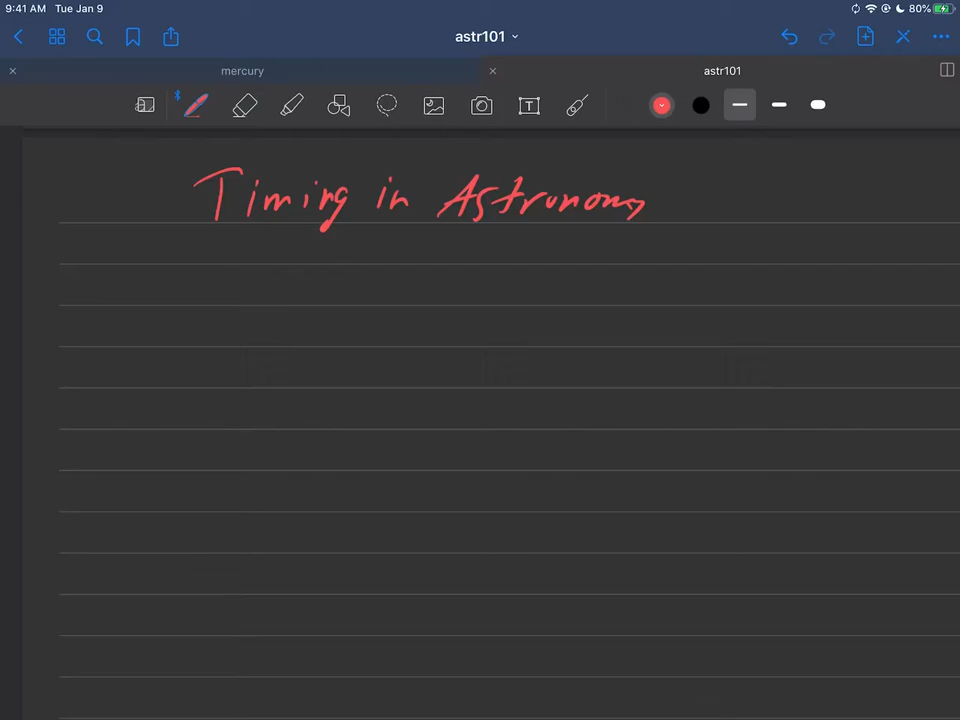 9:41 AM Tue Jan 9 80%
astr101
mercury astr101
T
Timing in Astronomy